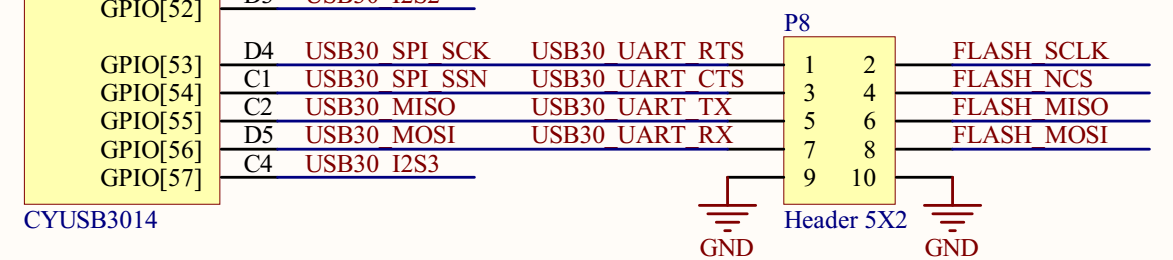 GPIO[52] D3 USB30_I2S2
P8
GPIO[53] D4 USB30_SPI_SCK USB30_UART_RTS 1 2 FLASH_SCLK
GPIO[54] C1 USB30_SPI_SSN USB30_UART_CTS 3 4 FLASH_NCS
GPIO[55] C2 USB30_MISO USB30_UART_TX 5 6 FLASH_MISO
GPIO[56] D5 USB30_MOSI USB30_UART_RX 7 8 FLASH_MOSI
GPIO[57] C4 USB30_I2S3 9 10
CYUSB3014 Header 5X2
GND GND